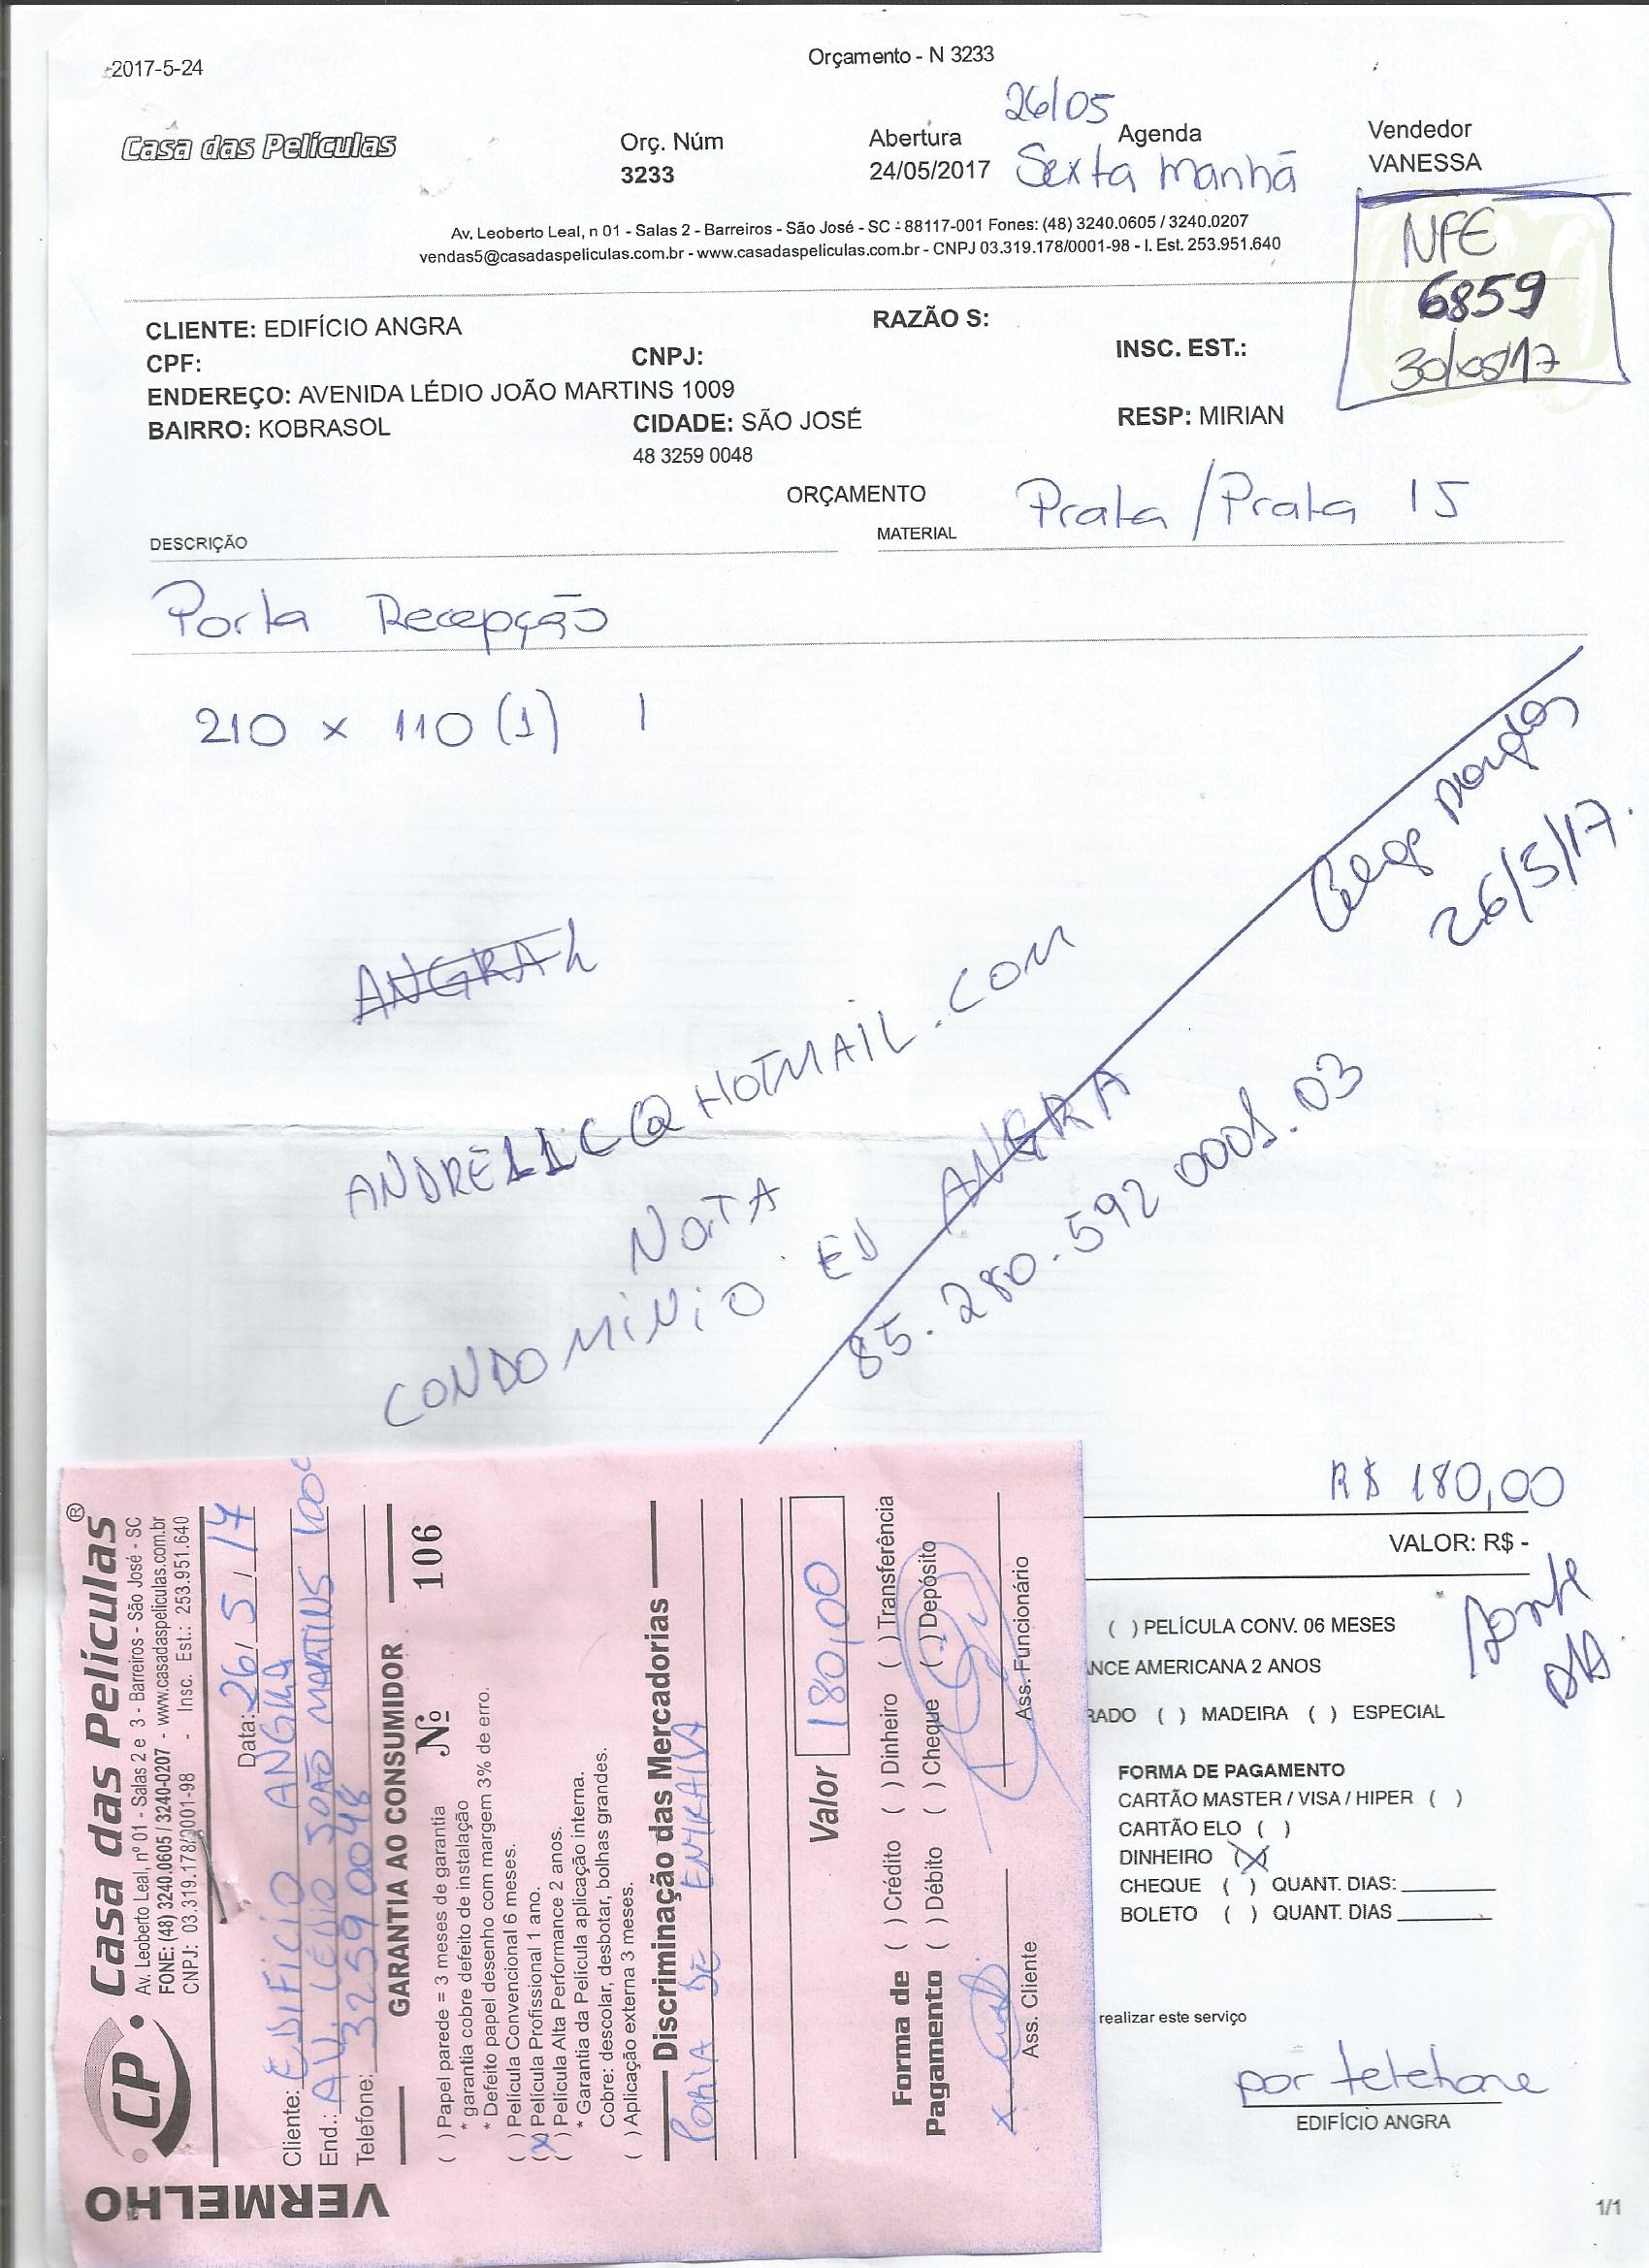 2017-5-24
Orçamento - N 3233
Casa das Películas
Orç. Núm
3233
Abertura
24/05/2017
26/05
Agenda
Sexta manhã
Vendedor
VANESSA
Av. Leoberto Leal, n 01 - Salas 2 - Barreiros - São José - SC - 88117-001 Fones: (48) 3240.0605 / 3240.0207
vendas5@casadaspeliculas.com.br - www.casadaspeliculas.com.br - CNPJ 03.319.178/0001-98 - I. Est. 253.951.640
NFE
6859
30/05/17
CLIENTE: EDIFÍCIO ANGRA
RAZÃO S:
CPF:
CNPJ:
INSC. EST.:
ENDEREÇO: AVENIDA LÉDIO JOÃO MARTINS 1009
BAIRRO: KOBRASOL
CIDADE: SÃO JOSÉ
RESP: MIRIAN
48 3259 0048
ORÇAMENTO
DESCRIÇÃO
MATERIAL
Prata / Prata 15
Porta Recepção
210 x 110 (1) 1
26/5/17.
ANDRELLC@HOTMAIL.COM
NOTA
CONDOMINIO ED ANGRA
85.280.592 0001.03
R$ 180,00
VALOR: R$ -
( ) PELÍCULA CONV. 06 MESES
NCE AMERICANA 2 ANOS
RADO ( ) MADEIRA ( ) ESPECIAL
FORMA DE PAGAMENTO
CARTÃO MASTER / VISA / HIPER ( )
CARTÃO ELO ( )
DINHEIRO (X)
CHEQUE ( ) QUANT. DIAS:
BOLETO ( ) QUANT. DIAS
realizar este serviço
por telefone
EDIFÍCIO ANGRA
1/1
VERMELHO
CP
Casa das Películas®
Av. Leoberto Leal, nº 01 - Salas 2 e 3 - Barreiros - São José - SC
FONE: (48) 3240.0605 / 3240-0207 - www.casadaspeliculas.com.br
CNPJ: 03.319.178/0001-98 - Insc. Est.: 253.951.640
Data: 26/5/17
Cliente: EDIFICIO ANGRA
End.: AV. LÉDIO JOÃO MARTINS 1009
Telefone: 3259 0048
GARANTIA AO CONSUMIDOR
Nº 106
( ) Papel parede = 3 meses de garantia
* garantia cobre defeito de instalação
* Defeito papel desenho com margem 3% de erro.
( ) Película Convencional 6 meses.
(X) Película Profissional 1 ano.
( ) Película Alta Performance 2 anos.
* Garantia da Película aplicação interna.
Cobre: descolar, desbotar, bolhas grandes.
( ) Aplicação externa 3 meses.
Discriminação das Mercadorias
PORTA DE ENTRADA
Valor 180,00
Forma de Pagamento
( ) Crédito ( ) Dinheiro ( ) Transferência
( ) Débito ( ) Cheque ( ) Depósito
Ass. Cliente
Ass. Funcionário